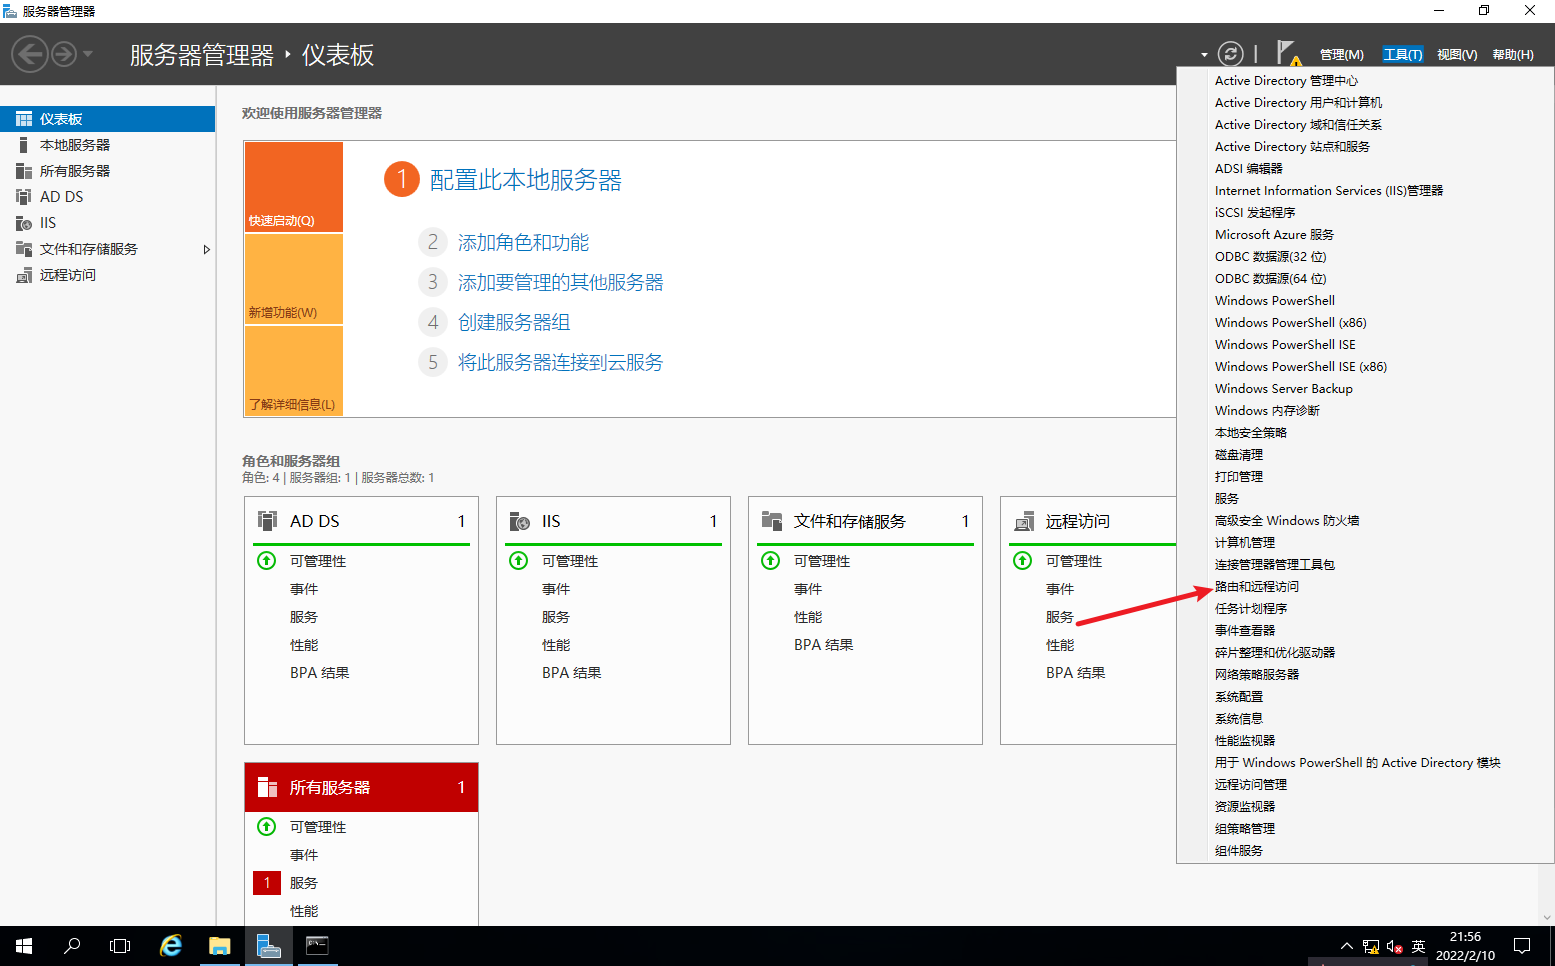 服务器管理器
服务器管理器 · 仪表板
管理(M)
工具(T)
视图(V)
帮助(H)
仪表板
本地服务器
所有服务器
AD DS
IIS
文件和存储服务
远程访问
欢迎使用服务器管理器
快速启动(Q)
新增功能(W)
了解详细信息(L)
1 配置此本地服务器
2 添加角色和功能
3 添加要管理的其他服务器
4 创建服务器组
5 将此服务器连接到云服务
角色和服务器组
角色: 4 | 服务器组: 1 | 服务器总数: 1
AD DS 1
可管理性
事件
服务
性能
BPA 结果
IIS 1
可管理性
事件
服务
性能
BPA 结果
文件和存储服务 1
可管理性
事件
性能
BPA 结果
远程访问
可管理性
事件
服务
性能
BPA 结果
所有服务器 1
可管理性
事件
1 服务
性能
Active Directory 管理中心
Active Directory 用户和计算机
Active Directory 域和信任关系
Active Directory 站点和服务
ADSI 编辑器
Internet Information Services (IIS)管理器
iSCSI 发起程序
Microsoft Azure 服务
ODBC 数据源(32 位)
ODBC 数据源(64 位)
Windows PowerShell
Windows PowerShell (x86)
Windows PowerShell ISE
Windows PowerShell ISE (x86)
Windows Server Backup
Windows 内存诊断
本地安全策略
磁盘清理
打印管理
服务
高级安全 Windows 防火墙
计算机管理
连接管理器管理工具包
路由和远程访问
任务计划程序
事件查看器
碎片整理和优化驱动器
网络策略服务器
系统配置
系统信息
性能监视器
用于 Windows PowerShell 的 Active Directory 模块
远程访问管理
资源监视器
组策略管理
组件服务
英
21:56
2022/2/10